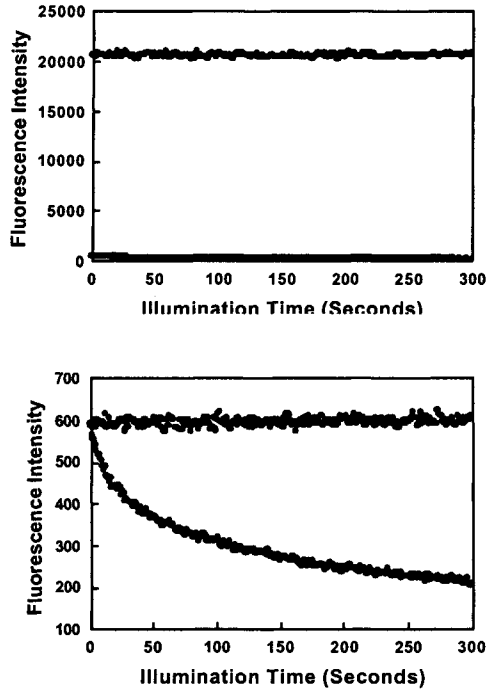 25000
20000
15000
10000
5000
0
Fluorescence Intensity
0 50 100 150 200 250 300
Illumination Time (Seconds)
700
600
500
400
300
200
100
Fluorescence Intensity
0 50 100 150 200 250 300
Illumination Time (Seconds)